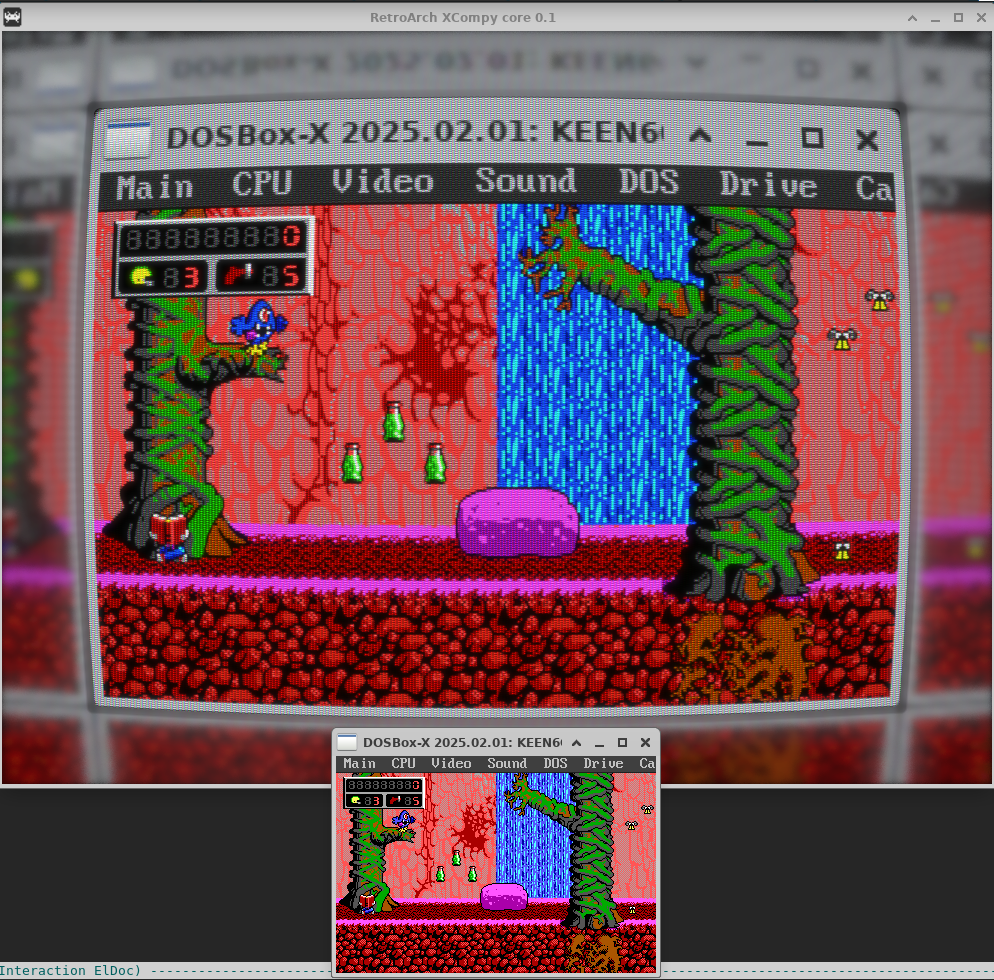 RetroArch XCompy core 0.1
DOSBox-X 2025.02.01: KEEN6
Main CPU Video Sound DOS Drive Ca
888888880
83 85
DOSBox-X 2025.02.01: KEEN6
Main CPU Video Sound DOS Drive Ca
888888880
83 85
Interaction ElDoc) ----------------